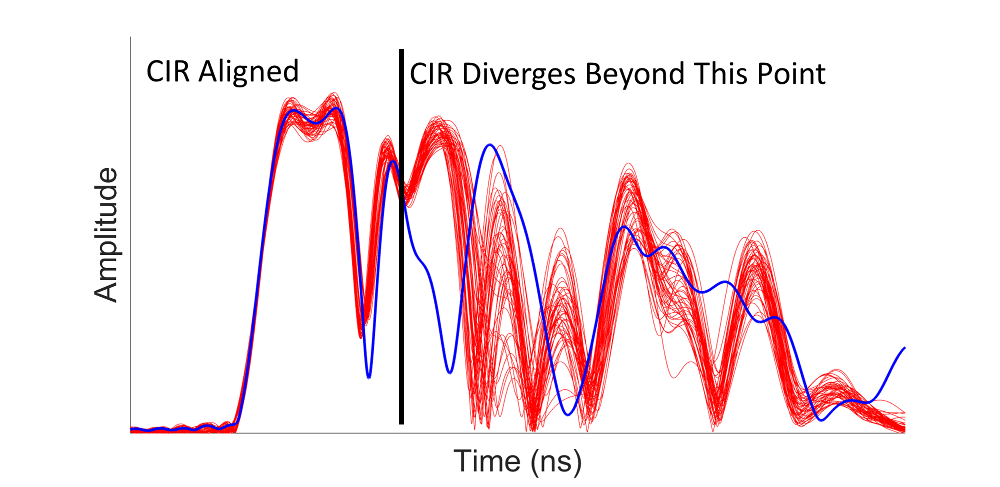 CIR Aligned
CIR Diverges Beyond This Point
Amplitude
Time (ns)